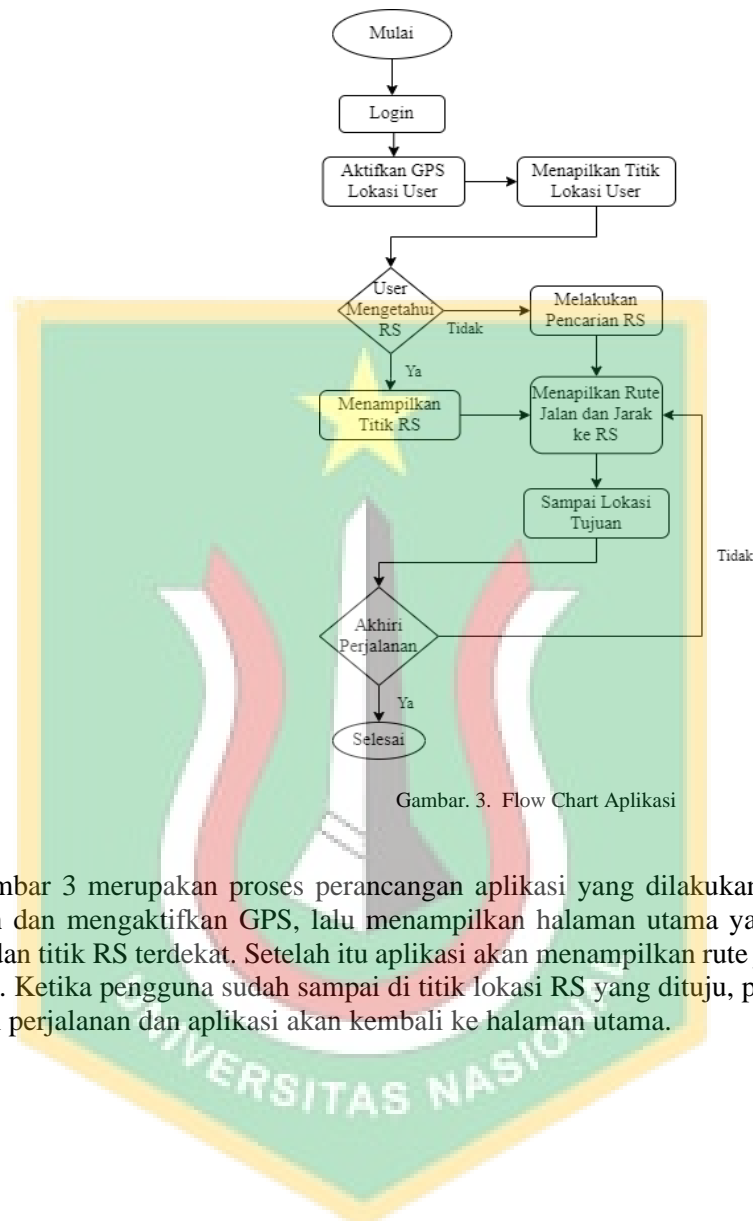 Mulai
Login
Aktifkan GPS
Lokasi User
Menapilkan Titik
Lokasi User
User
Mengetahui
RS
Tidak
Melakukan
Pencarian RS
Ya
Menampilkan
Titik RS
Menapilkan Rute
Jalan dan Jarak
ke RS
Sampai Lokasi
Tujuan
Tidak
Akhiri
Perjalanan
Ya
Selesai
Gambar. 3.  Flow Chart Aplikasi
mbar 3 merupakan proses perancangan aplikasi yang dilakukan
dan mengaktifkan GPS, lalu menampilkan halaman utama
dan titik RS terdekat. Setelah itu aplikasi akan menampilkan rute
. Ketika pengguna sudah sampai di titik lokasi RS yang dituju,
perjalanan dan aplikasi akan kembali ke halaman utama.
UNIVERSITAS NASIONAL